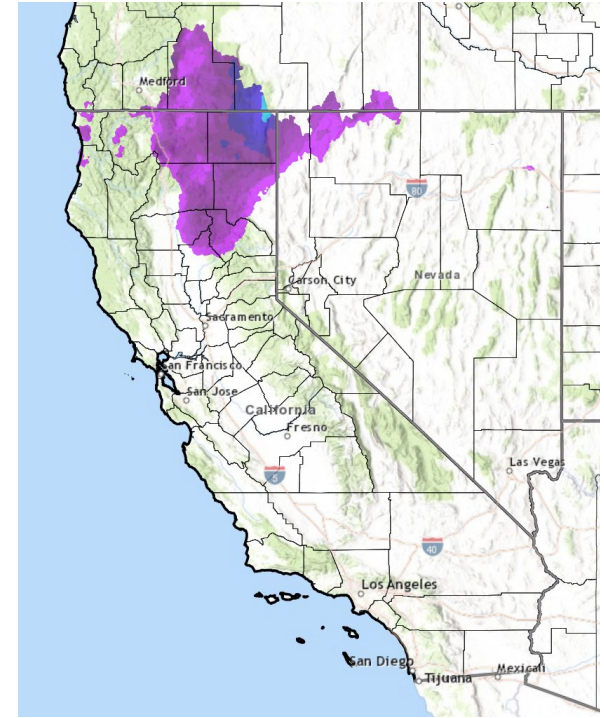 Medford
80
Carson City
Nevada
Sacramento
San Francisco
San Jose
California
Fresno
Las Vegas
5
40
Los Angeles
San Diego
Tijuana
Mexicali